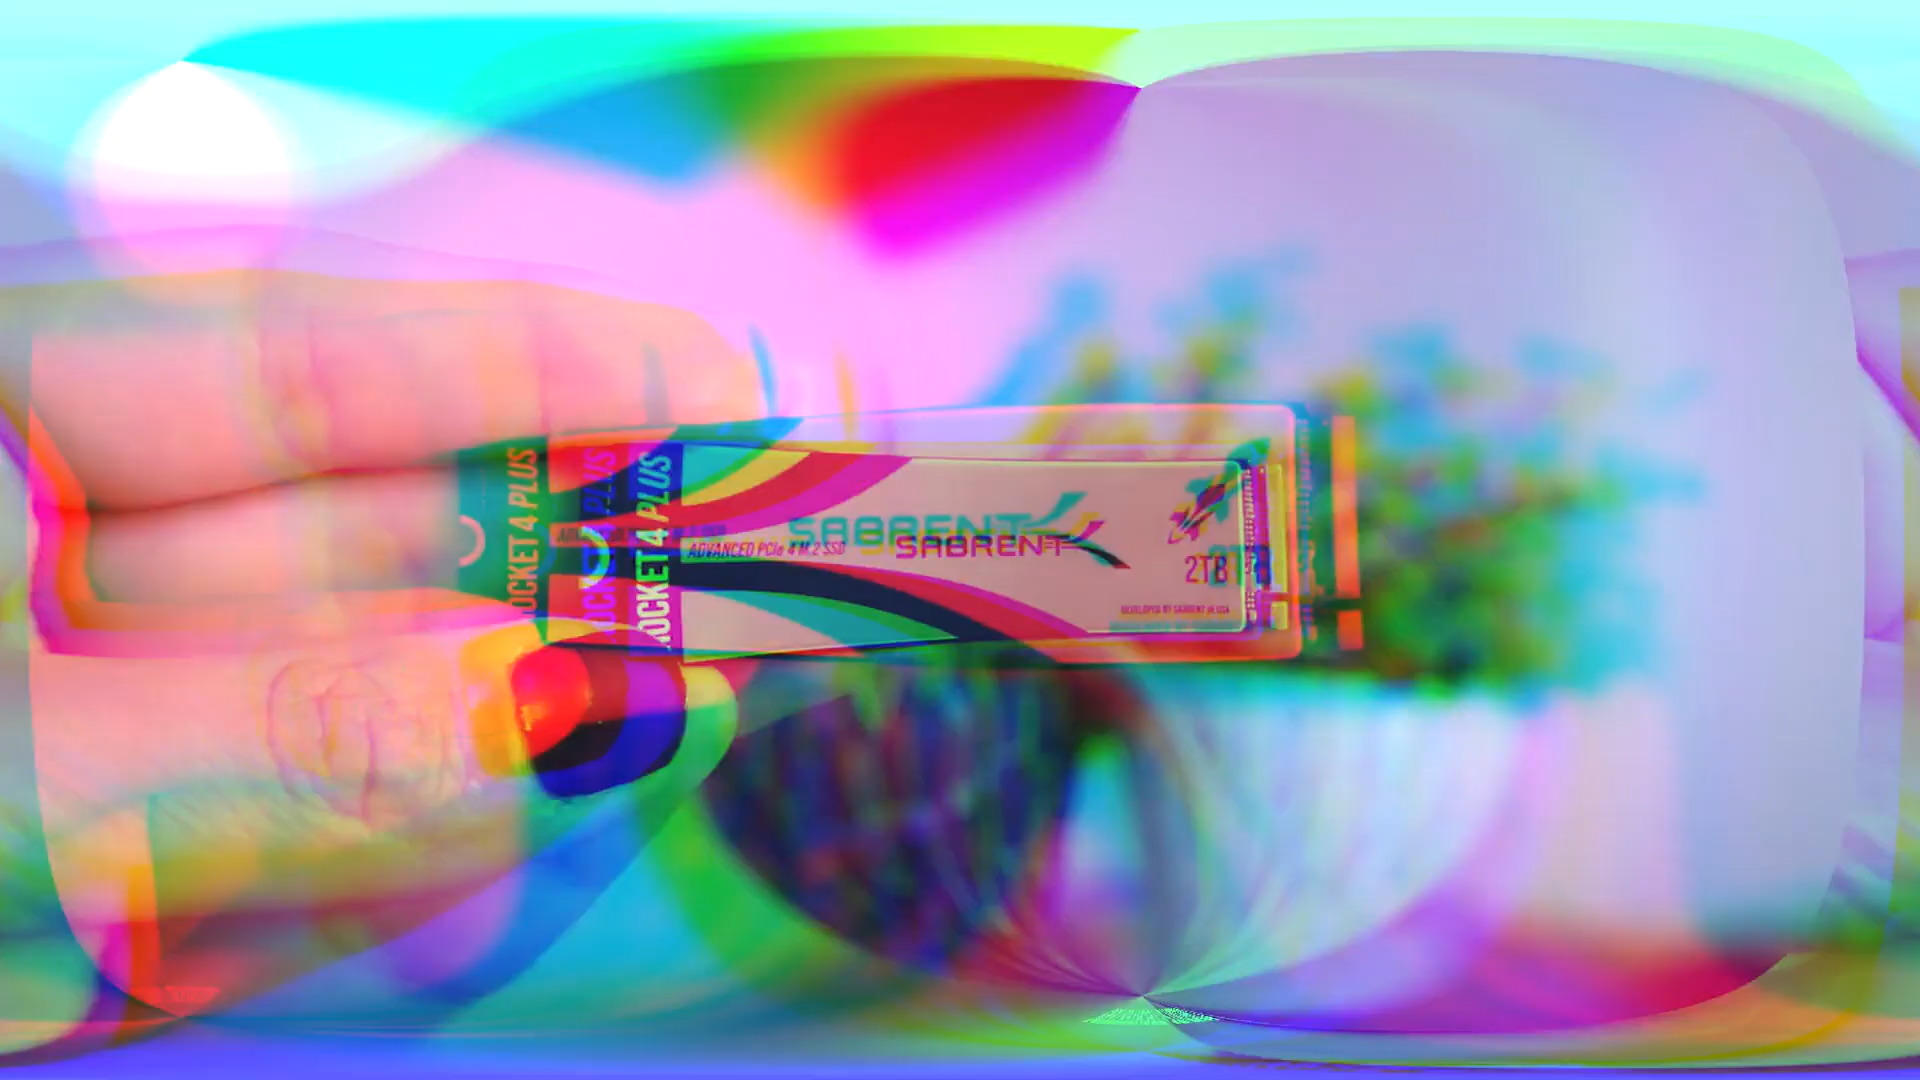 ROCKET 4 PLUS
ADVANCED PCIe 4 M.2 SSD
SABRENT
2TB
DEVELOPED BY SABRENT IN USA